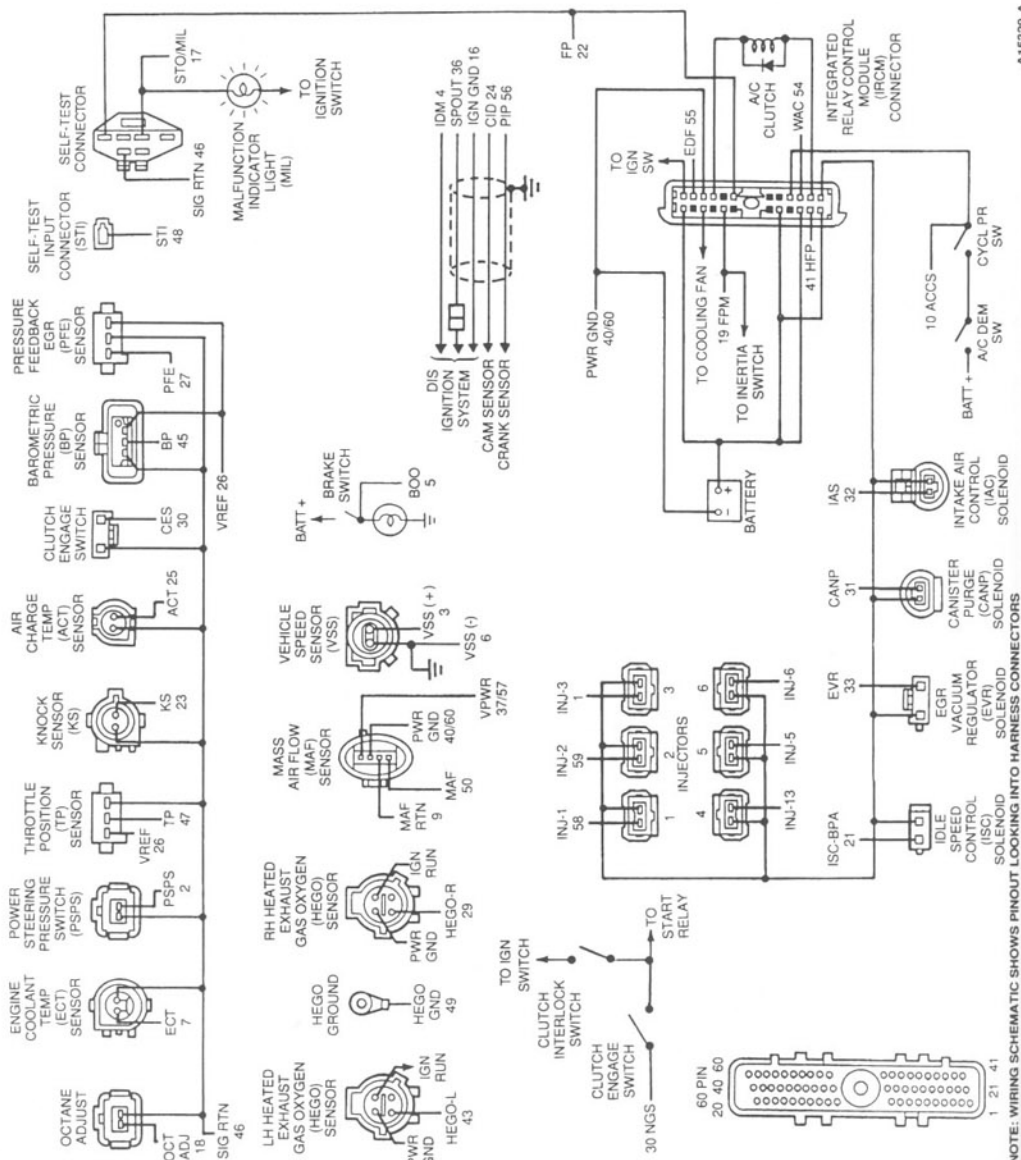 OCTANE
ADJUST
OCT
ADJ
18
SIG RTN
46
ENGINE
COOLANT
TEMP
(ECT)
SENSOR
ECT
7
POWER
STEERING
PRESSURE
SWITCH
(PSPS)
PSPS
2
THROTTLE
POSITION
(TP)
SENSOR
VREF
26
TP
47
KNOCK
SENSOR
(KS)
KS
23
AIR
CHARGE
TEMP
(ACT)
SENSOR
ACT 25
CLUTCH
ENGAGE
SWITCH
CES
30
BAROMETRIC
PRESSURE
(BP)
SENSOR
BP
45
VREF 26
PRESSURE
FEEDBACK
EGR
(PFE)
SENSOR
PFE
27
SELF-TEST
INPUT
CONNECTOR
(STI)
STI
48
SELF-TEST
CONNECTOR
SIG RTN 46
STO/MIL
17
MALFUNCTION
INDICATOR
LIGHT
(MIL)
TO
IGNITION
SWITCH
LH HEATED
EXHAUST
GAS OXYGEN
(HEGO)
SENSOR
PWR
GND
HEGO-L
43
IGN
RUN
HEGO
GROUND
HEGO
GND
49
RH HEATED
EXHAUST
GAS OXYGEN
(HEGO)
SENSOR
PWR
GND
HEGO-R
29
IGN
RUN
MASS
AIR FLOW
(MAF)
SENSOR
MAF
RTN
9
MAF
50
PWR
GND
40/60
VPWR
37/57
VEHICLE
SPEED
SENSOR
(VSS)
VSS (+)
3
VSS (-)
6
BATT +
BRAKE
SWITCH
BOO
5
DIS
IGNITION
SYSTEM
CAM SENSOR
CRANK SENSOR
IDM 4
SPOUT 36
IGN GND 16
CID 24
PIP 56
FP
22
30 NGS
CLUTCH
ENGAGE
SWITCH
CLUTCH
INTERLOCK
SWITCH
TO IGN
SWITCH
TO
START
RELAY
INJ-1
58
INJ-2
59
INJ-3
1
1
2
3
INJECTORS
4
5
6
INJ-13
INJ-5
INJ-6
BATTERY
PWR GND
40/60
TO COOLING FAN
19 FPM
TO INERTIA
SWITCH
TO
IGN
SW
EDF 55
A/C
CLUTCH
WAC 54
41 HFP
INTEGRATED
RELAY CONTROL
MODULE
(IRCM)
CONNECTOR
60 PIN
20 40 60
1 21 41
ISC-BPA
21
IDLE
SPEED
CONTROL
(ISC)
SOLENOID
EVR
33
EGR
VACUUM
REGULATOR
(EVR)
SOLENOID
CANP
31
CANISTER
PURGE
(CANP)
SOLENOID
IAS
32
INTAKE AIR
CONTROL
(IAC)
SOLENOID
BATT +
A/C DEM
SW
10 ACCS
CYCL PR
SW
NOTE: WIRING SCHEMATIC SHOWS PINOUT LOOKING INTO HARNESS CONNECTORS